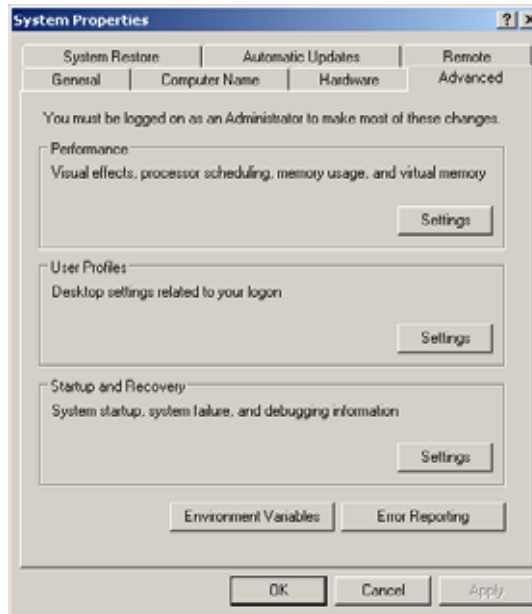 System Properties
System Restore Automatic Updates Remote
General Computer Name Hardware Advanced
You must be logged on as an Administrator to make most of these changes.
Performance
Visual effects, processor scheduling, memory usage, and virtual memory
Settings
User Profiles
Desktop settings related to your logon
Settings
Startup and Recovery
System startup, system failure, and debugging information
Settings
Environment Variables Error Reporting
OK Cancel Apply